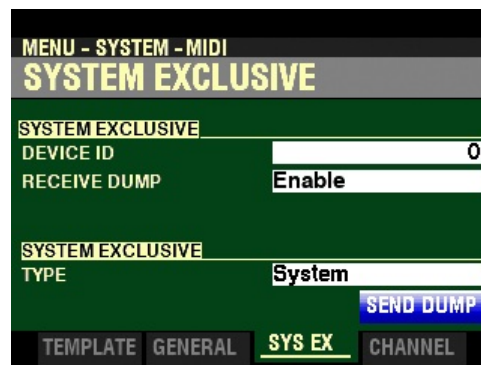 MENU - SYSTEM - MIDI
SYSTEM EXCLUSIVE
SYSTEM EXCLUSIVE
DEVICE ID 0
RECEIVE DUMP Enable
SYSTEM EXCLUSIVE
TYPE System
SEND DUMP
TEMPLATE GENERAL SYS EX CHANNEL